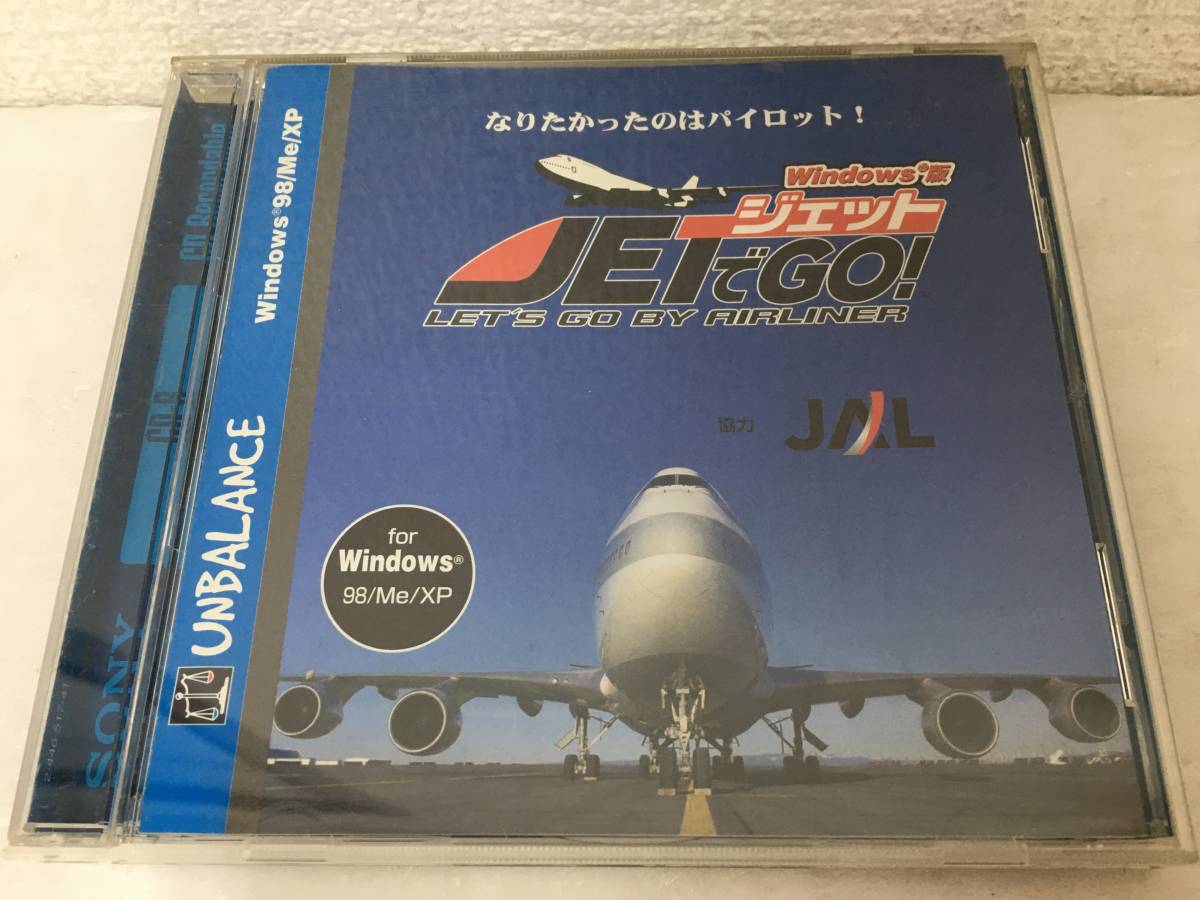 なりたかったのはパイロット!
Windows®版
ジェット
JETでGO!
LET'S GO BY AIRLINER
協力 JAL
for
Windows®
98/Me/XP
Windows®98/Me/XP
UNBALANCE
CD Recordable
CD-R
SONY